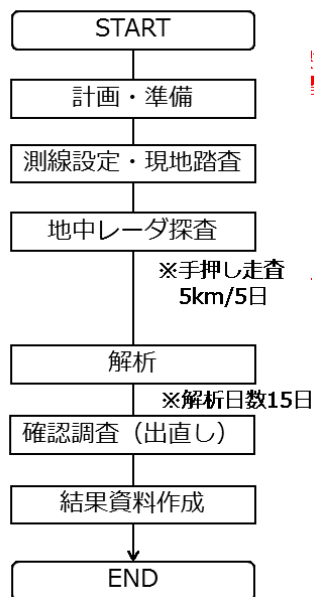 START
計画・準備
測線設定・現地踏査
地中レーダ探査
※手押し走査
5km/5日
解析
※解析日数15日
確認調査（出直し）
結果資料作成
END